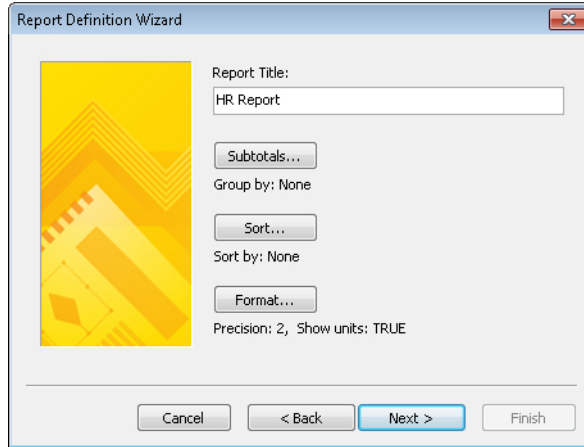 Report Definition Wizard
Report Title:
HR Report
Subtotals...
Group by: None
Sort...
Sort by: None
Format...
Precision: 2, Show units: TRUE
Cancel
< Back
Next >
Finish